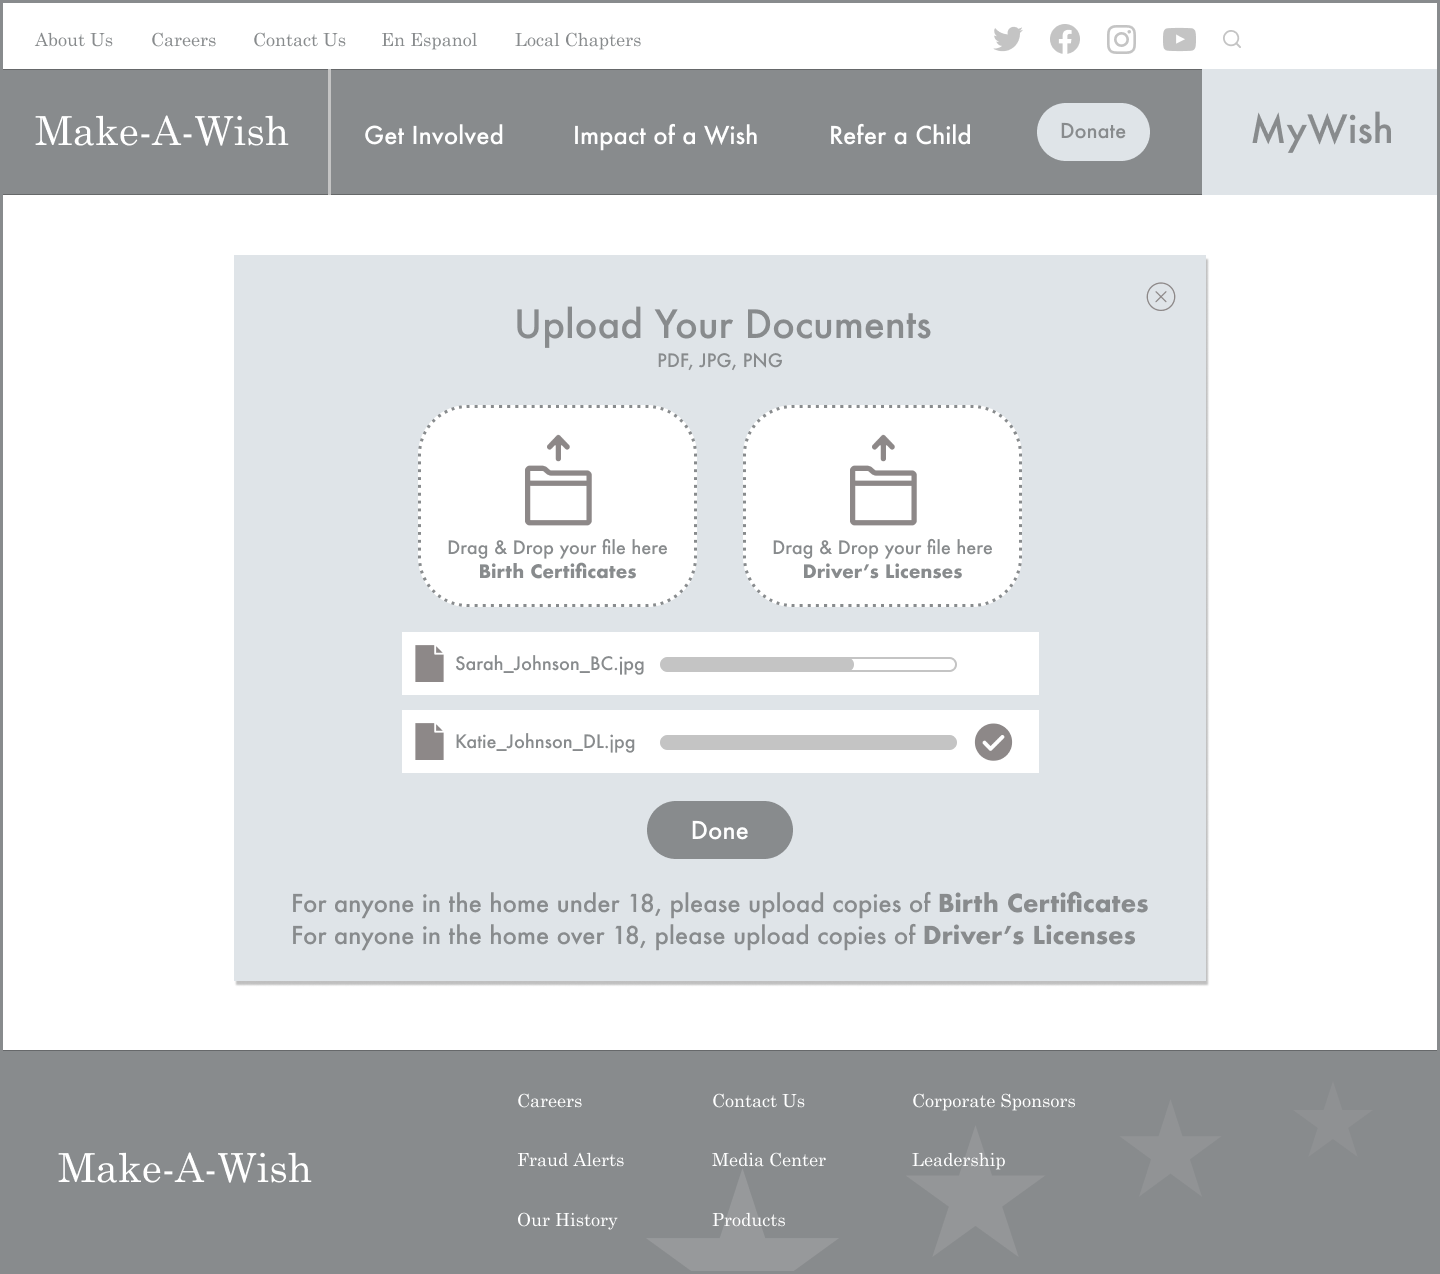 About Us Careers Contact Us En Espanol Local Chapters
Make-A-Wish Get Involved Impact of a Wish Refer a Child Donate MyWish
Upload Your Documents
PDF, JPG, PNG
Drag & Drop your file here
Birth Certificates
Drag & Drop your file here
Driver’s Licenses
Sarah_Johnson_BC.jpg
Katie_Johnson_DL.jpg
Done
For anyone in the home under 18, please upload copies of Birth Certificates
For anyone in the home over 18, please upload copies of Driver’s Licenses
Make-A-Wish
Careers Contact Us Corporate Sponsors
Fraud Alerts Media Center Leadership
Our History Products